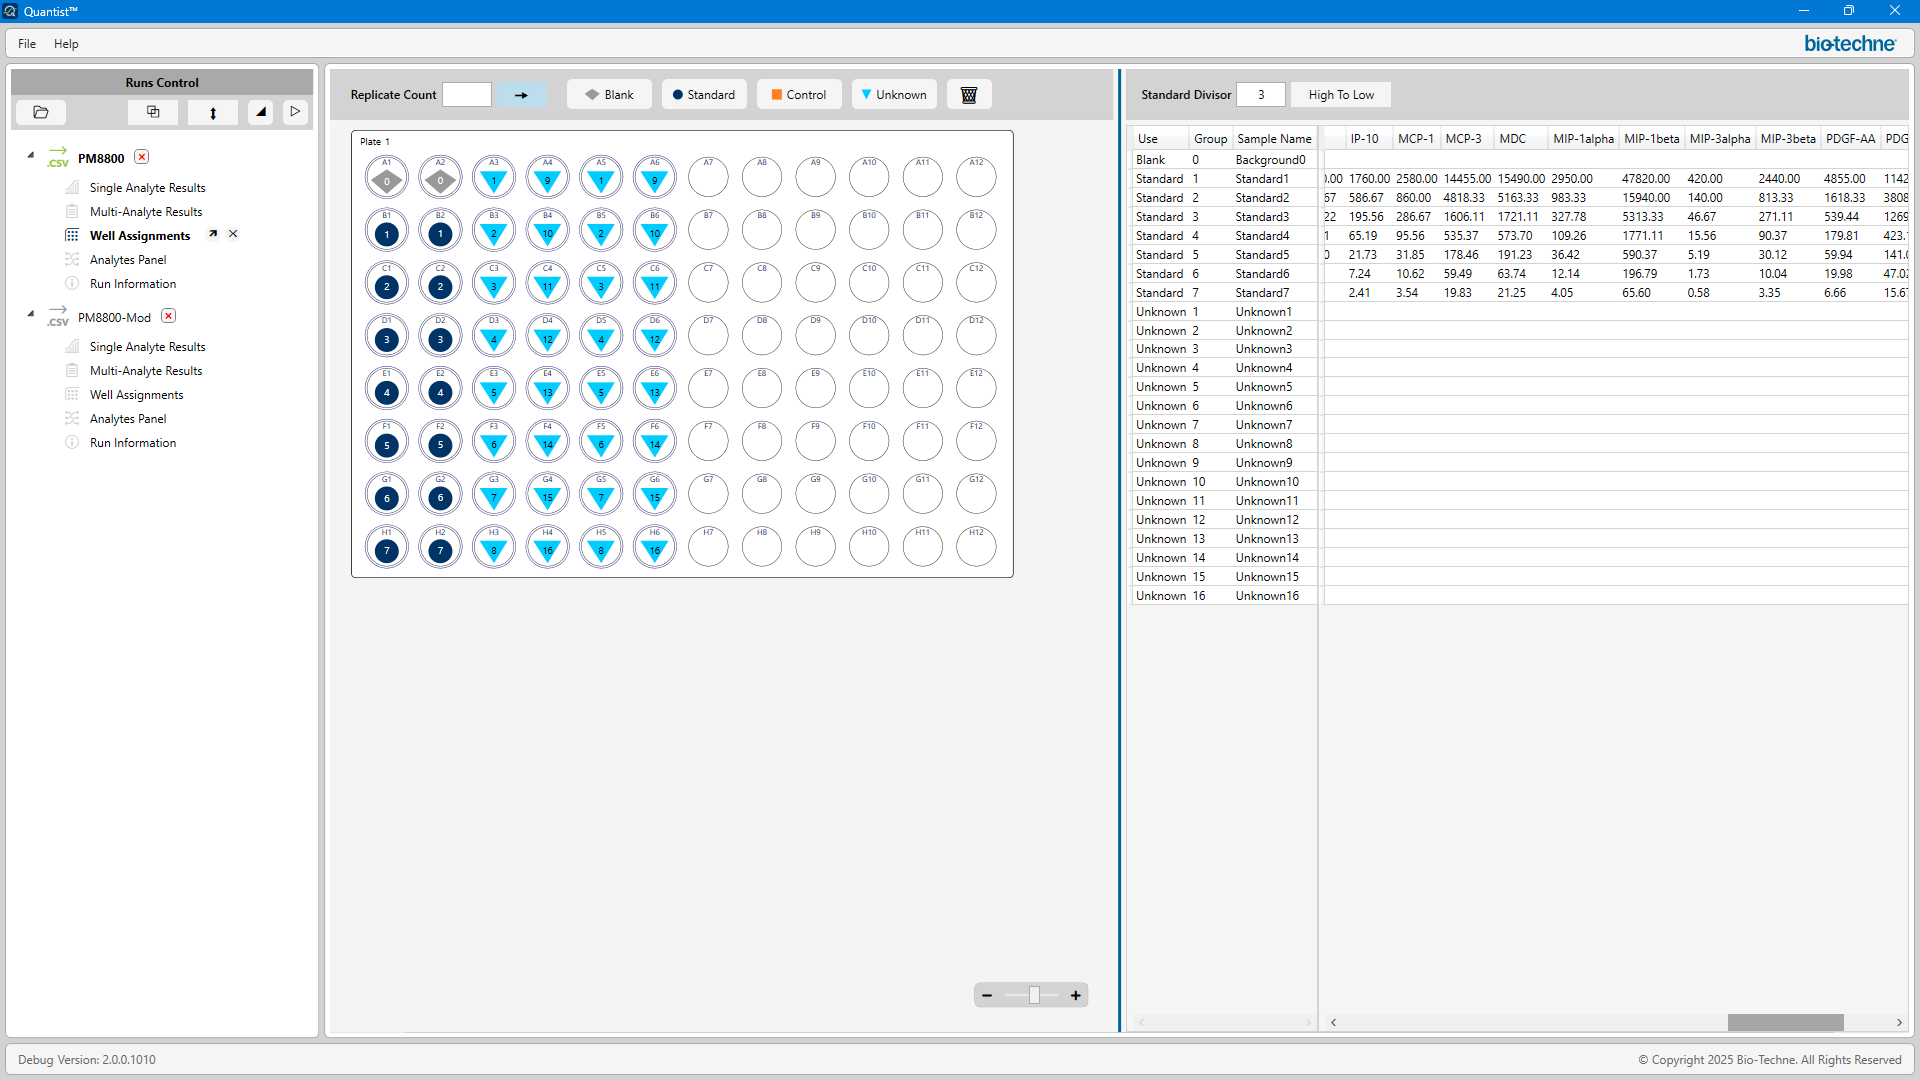 Quantist™
File Help
bio-techne
Runs Control
PM8800
Single Analyte Results
Multi-Analyte Results
Well Assignments
Analytes Panel
Run Information
PM8800-Mod
Single Analyte Results
Multi-Analyte Results
Well Assignments
Analytes Panel
Run Information
Replicate Count Blank Standard Control Unknown
Plate 1
A1 A2 A3 A4 A5 A6 A7 A8 A9 A10 A11 A12
0 0 1 9 1 9
B1 B2 B3 B4 B5 B6 B7 B8 B9 B10 B11 B12
1 1 2 10 2 10
C1 C2 C3 C4 C5 C6 C7 C8 C9 C10 C11 C12
2 2 3 11 3 11
D1 D2 D3 D4 D5 D6 D7 D8 D9 D10 D11 D12
3 3 4 12 4 12
E1 E2 E3 E4 E5 E6 E7 E8 E9 E10 E11 E12
4 4 5 13 5 13
F1 F2 F3 F4 F5 F6 F7 F8 F9 F10 F11 F12
5 5 6 14 6 14
G1 G2 G3 G4 G5 G6 G7 G8 G9 G10 G11 G12
6 6 7 15 7 15
H1 H2 H3 H4 H5 H6 H7 H8 H9 H10 H11 H12
7 7 8 16 8 16
Standard Divisor 3 High To Low
Use Group Sample Name IP-10 MCP-1 MCP-3 MDC MIP-1alpha MIP-1beta MIP-3alpha MIP-3beta PDGF-AA PDG
Blank 0 Background0
Standard 1 Standard1 0.00 1760.00 2580.00 14455.00 15490.00 2950.00 47820.00 420.00 2440.00 4855.00 1142
Standard 2 Standard2 67 586.67 860.00 4818.33 5163.33 983.33 15940.00 140.00 813.33 1618.33 3808
Standard 3 Standard3 22 195.56 286.67 1606.11 1721.11 327.78 5313.33 46.67 271.11 539.44 1269
Standard 4 Standard4 1 65.19 95.56 535.37 573.70 109.26 1771.11 15.56 90.37 179.81 423.
Standard 5 Standard5 0 21.73 31.85 178.46 191.23 36.42 590.37 5.19 30.12 59.94 141.
Standard 6 Standard6 7.24 10.62 59.49 63.74 12.14 196.79 1.73 10.04 19.98 47.0
Standard 7 Standard7 2.41 3.54 19.83 21.25 4.05 65.60 0.58 3.35 6.66 15.6
Unknown 1 Unknown1
Unknown 2 Unknown2
Unknown 3 Unknown3
Unknown 4 Unknown4
Unknown 5 Unknown5
Unknown 6 Unknown6
Unknown 7 Unknown7
Unknown 8 Unknown8
Unknown 9 Unknown9
Unknown 10 Unknown10
Unknown 11 Unknown11
Unknown 12 Unknown12
Unknown 13 Unknown13
Unknown 14 Unknown14
Unknown 15 Unknown15
Unknown 16 Unknown16
Debug Version: 2.0.0.1010
© Copyright 2025 Bio-Techne. All Rights Reserved